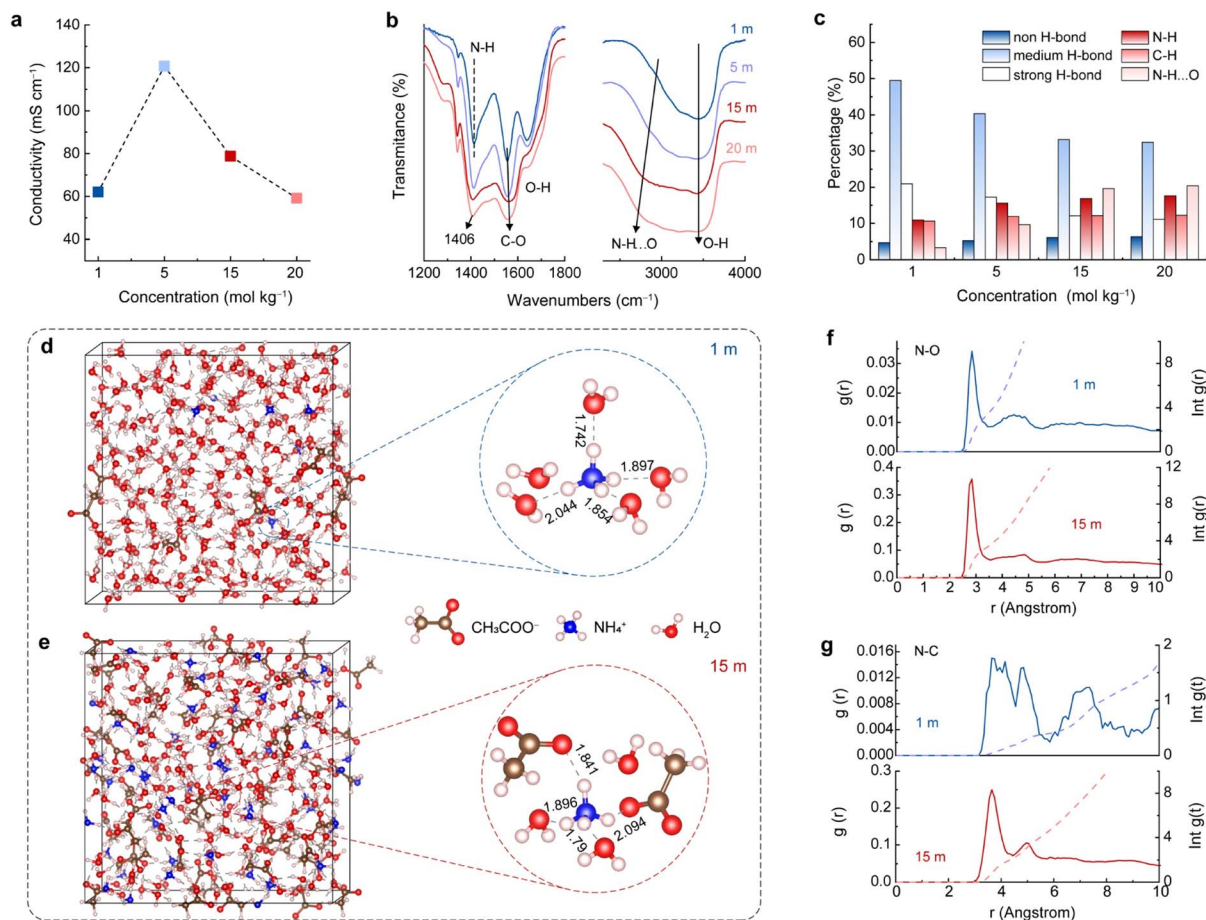 a
140
120
100
80
60
40
1
5
15
20
Conductivity (mS cm⁻¹)
Concentration (mol kg⁻¹)
b
N-H
1 m
5 m
15 m
20 m
O-H
1406
C-O
N-H...O
O-H
1200
1400
1600
1800
3000
4000
Transmitance (%)
Wavenumbers (cm⁻¹)
c
non H-bond
medium H-bond
strong H-bond
N-H
C-H
N-H...O
60
50
40
30
20
10
0
1
5
15
20
Percentage (%)
Concentration (mol kg⁻¹)
d
1 m
1.742
1.897
2.044
1.854
CH₃COO⁻
NH₄⁺
H₂O
e
15 m
1.841
1.896
1.79
2.094
f
N-O
1 m
0.03
0.02
0.01
0.00
8
4
0
g(r)
Int g(r)
15 m
0.4
0.3
0.2
0.1
0.0
12
8
4
0
g (r)
Int g(r)
0 1 2 3 4 5 6 7 8 9 10
r (Angstrom)
g
N-C
1 m
0.016
0.012
0.008
0.004
0.000
2
1
0
g (r)
Int g(t)
15 m
0.3
0.2
0.1
0.0
8
4
0
g (r)
Int g(t)
0 2 4 6 8 10
r (Angstrom)